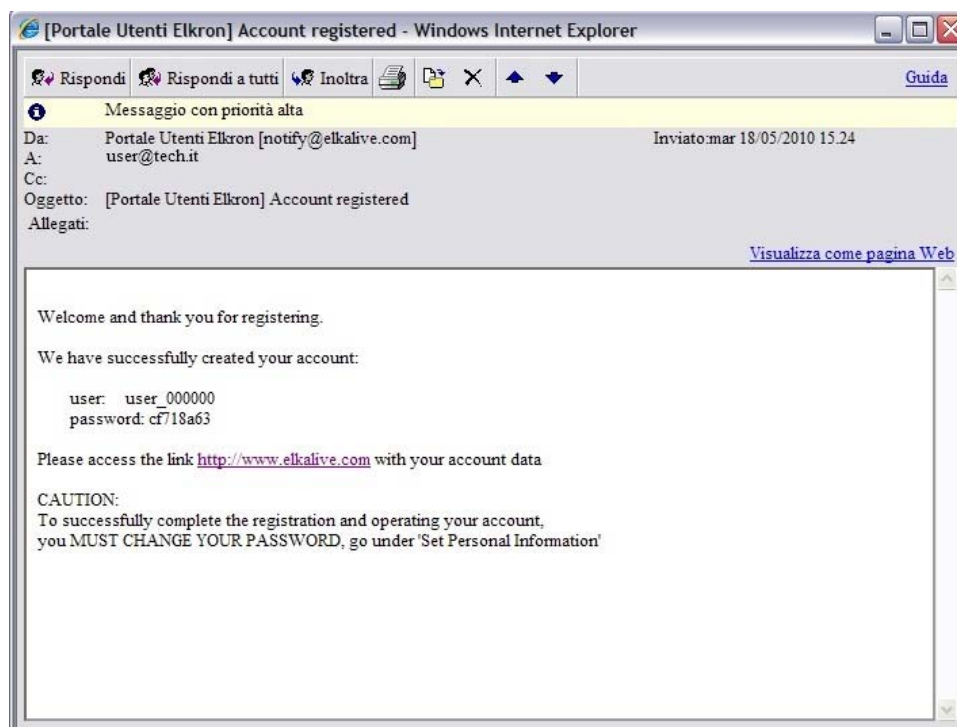 [Portale Utenti Elkron] Account registered - Windows Internet Explorer
Rispondi Rispondi a tutti Inoltra Guida
Messaggio con priorità alta
Da: Portale Utenti Elkron [notify@elkalive.com] Inviato:mar 18/05/2010 15.24
A: user@tech.it
Cc:
Oggetto: [Portale Utenti Elkron] Account registered
Allegati:
Visualizza come pagina Web
Welcome and thank you for registering.
We have successfully created your account:
user: user_000000
password: cf718a63
Please access the link http://www.elkalive.com with your account data
CAUTION:
To successfully complete the registration and operating your account,
you MUST CHANGE YOUR PASSWORD, go under 'Set Personal Information'